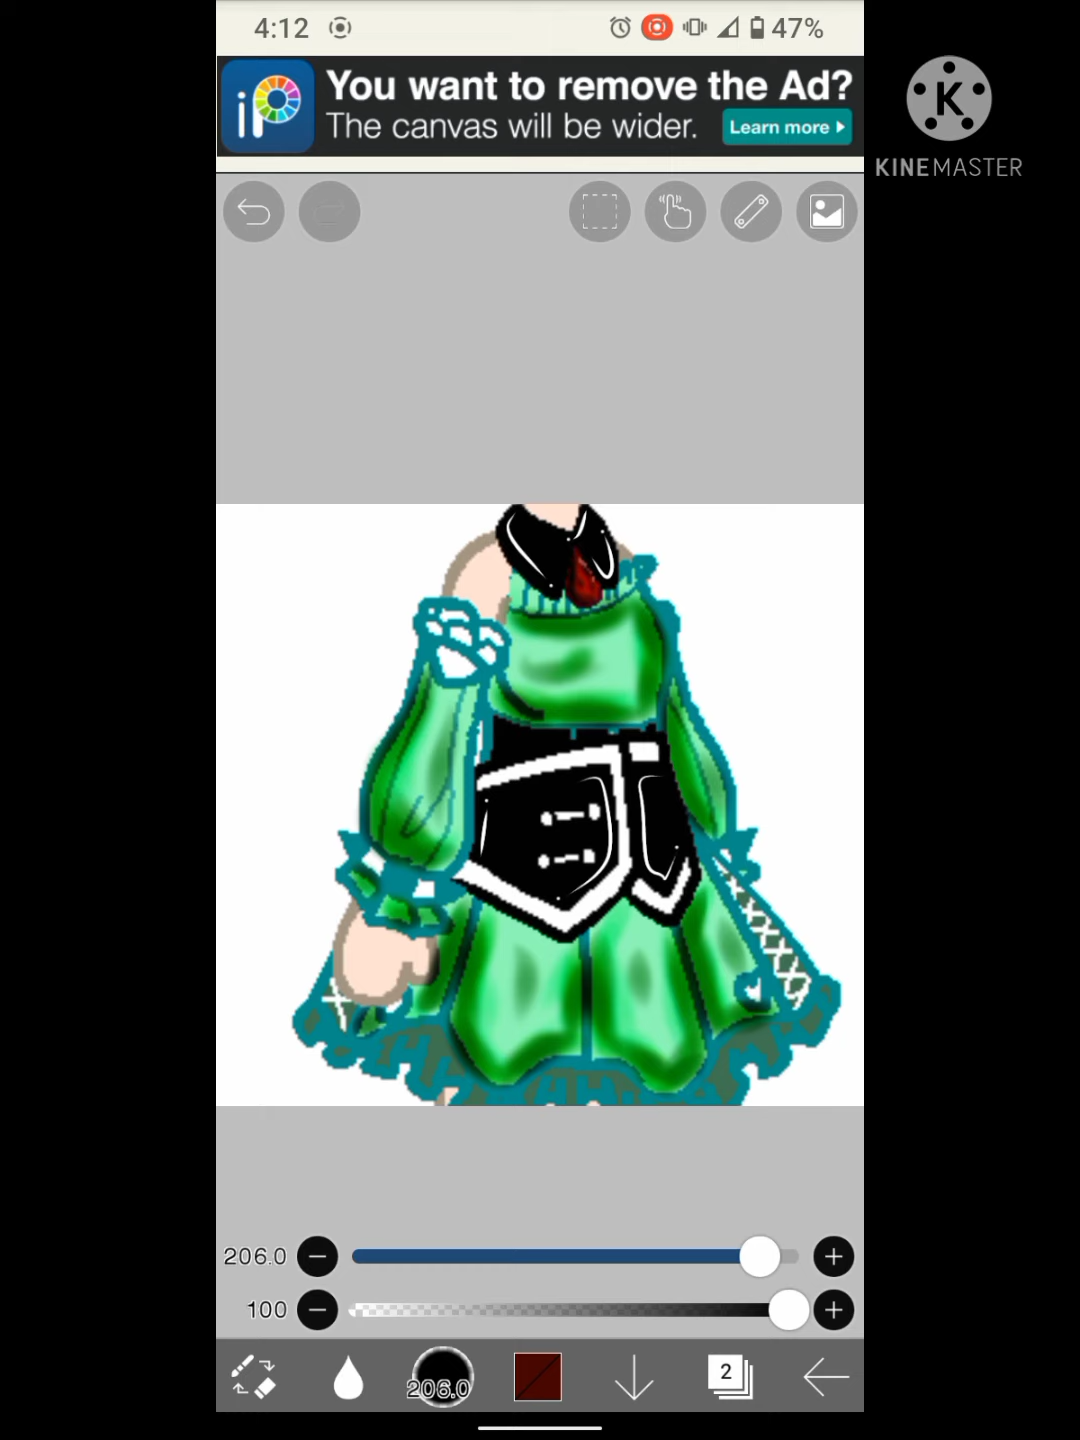 4:12
47%
iP
You want to remove the Ad?
The canvas will be wider.
Learn more
K
KINEMASTER
206.0
100
206.0
2